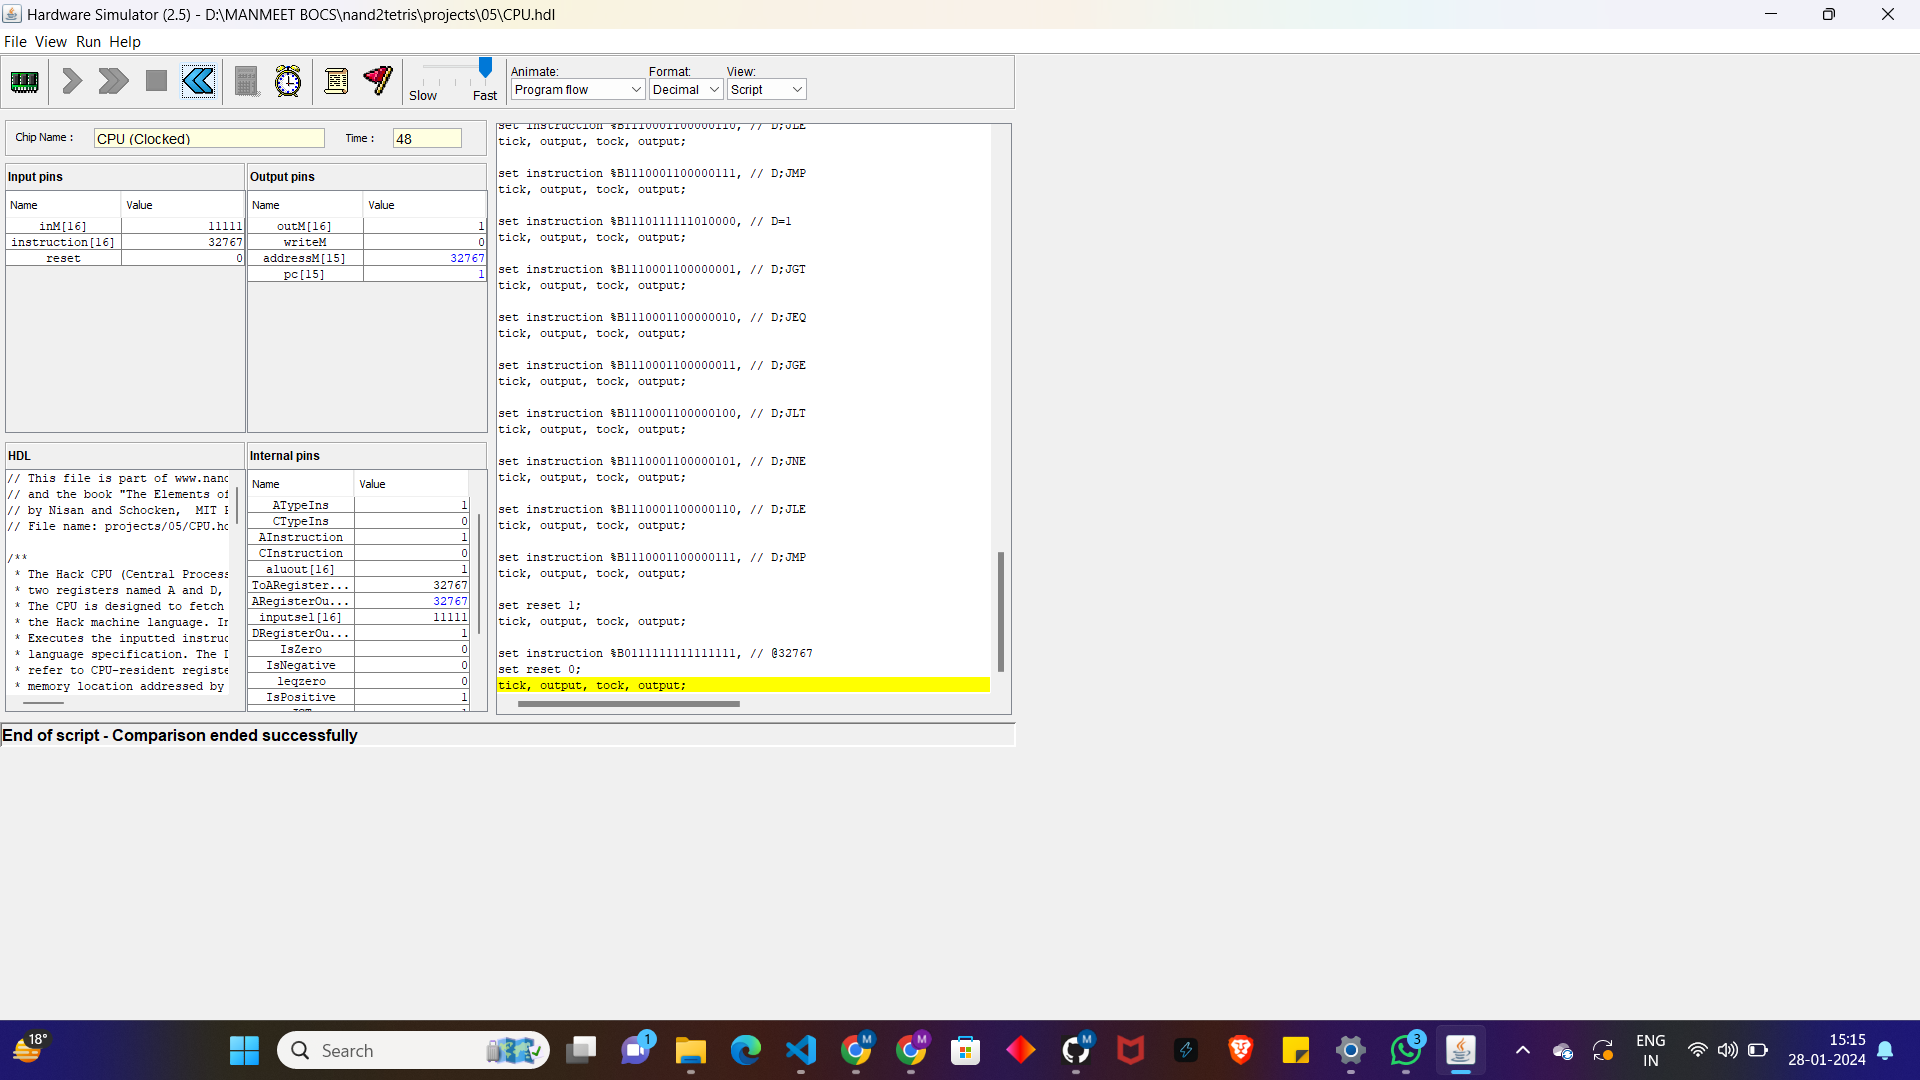 Hardware Simulator (2.5) - D:\MANMEET BOCS\nand2tetris\projects\05\CPU.hdl
File View Run Help
Slow Fast
Animate: Format: View:
Program flow Decimal Script
Chip Name : CPU (Clocked) Time : 48
Input pins
Name Value
inM[16] 11111
instruction[16] 32767
reset 0
Output pins
Name Value
outM[16] 1
writeM 0
addressM[15] 32767
pc[15] 1
HDL
// This file is part of www.nand
// and the book "The Elements of
// by Nisan and Schocken, MIT P
// File name: projects/05/CPU.hd
/**
* The Hack CPU (Central Process
* two registers named A and D,
* The CPU is designed to fetch
* the Hack machine language. In
* Executes the inputted instruc
* language specification. The D
* refer to CPU-resident registe
* memory location addressed by
Internal pins
Name Value
ATypeIns 1
CTypeIns 0
AInstruction 1
CInstruction 0
aluout[16] 1
ToARegister... 32767
ARegisterOu... 32767
inputsel[16] 11111
DRegisterOu... 1
IsZero 0
IsNegative 0
leqzero 0
IsPositive 1
set instruction %B1110001100000110, // D;JLE
tick, output, tock, output;
set instruction %B1110001100000111, // D;JMP
tick, output, tock, output;
set instruction %B1110111111010000, // D=1
tick, output, tock, output;
set instruction %B1110001100000001, // D;JGT
tick, output, tock, output;
set instruction %B1110001100000010, // D;JEQ
tick, output, tock, output;
set instruction %B1110001100000011, // D;JGE
tick, output, tock, output;
set instruction %B1110001100000100, // D;JLT
tick, output, tock, output;
set instruction %B1110001100000101, // D;JNE
tick, output, tock, output;
set instruction %B1110001100000110, // D;JLE
tick, output, tock, output;
set instruction %B1110001100000111, // D;JMP
tick, output, tock, output;
set reset 1;
tick, output, tock, output;
set instruction %B0111111111111111, // @32767
set reset 0;
tick, output, tock, output;
End of script - Comparison ended successfully
18°
Search
1
M
M
M
3
ENG
IN
15:15
28-01-2024